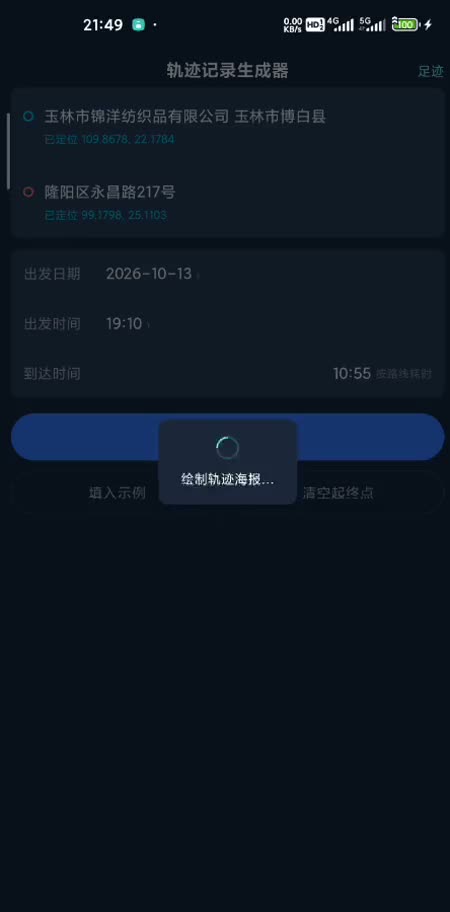 21:49
0.00 KB/s HD 4G 5G 100
轨迹记录生成器
足迹
玉林市锦洋纺织品有限公司 玉林市博白县
已定位 109.8678, 22.1784
隆阳区永昌路217号
已定位 99.1798, 25.1103
出发日期 2026-10-13
出发时间 19:10
到达时间 10:55 按路线耗时
绘制轨迹海报...
填入示例 清空起终点